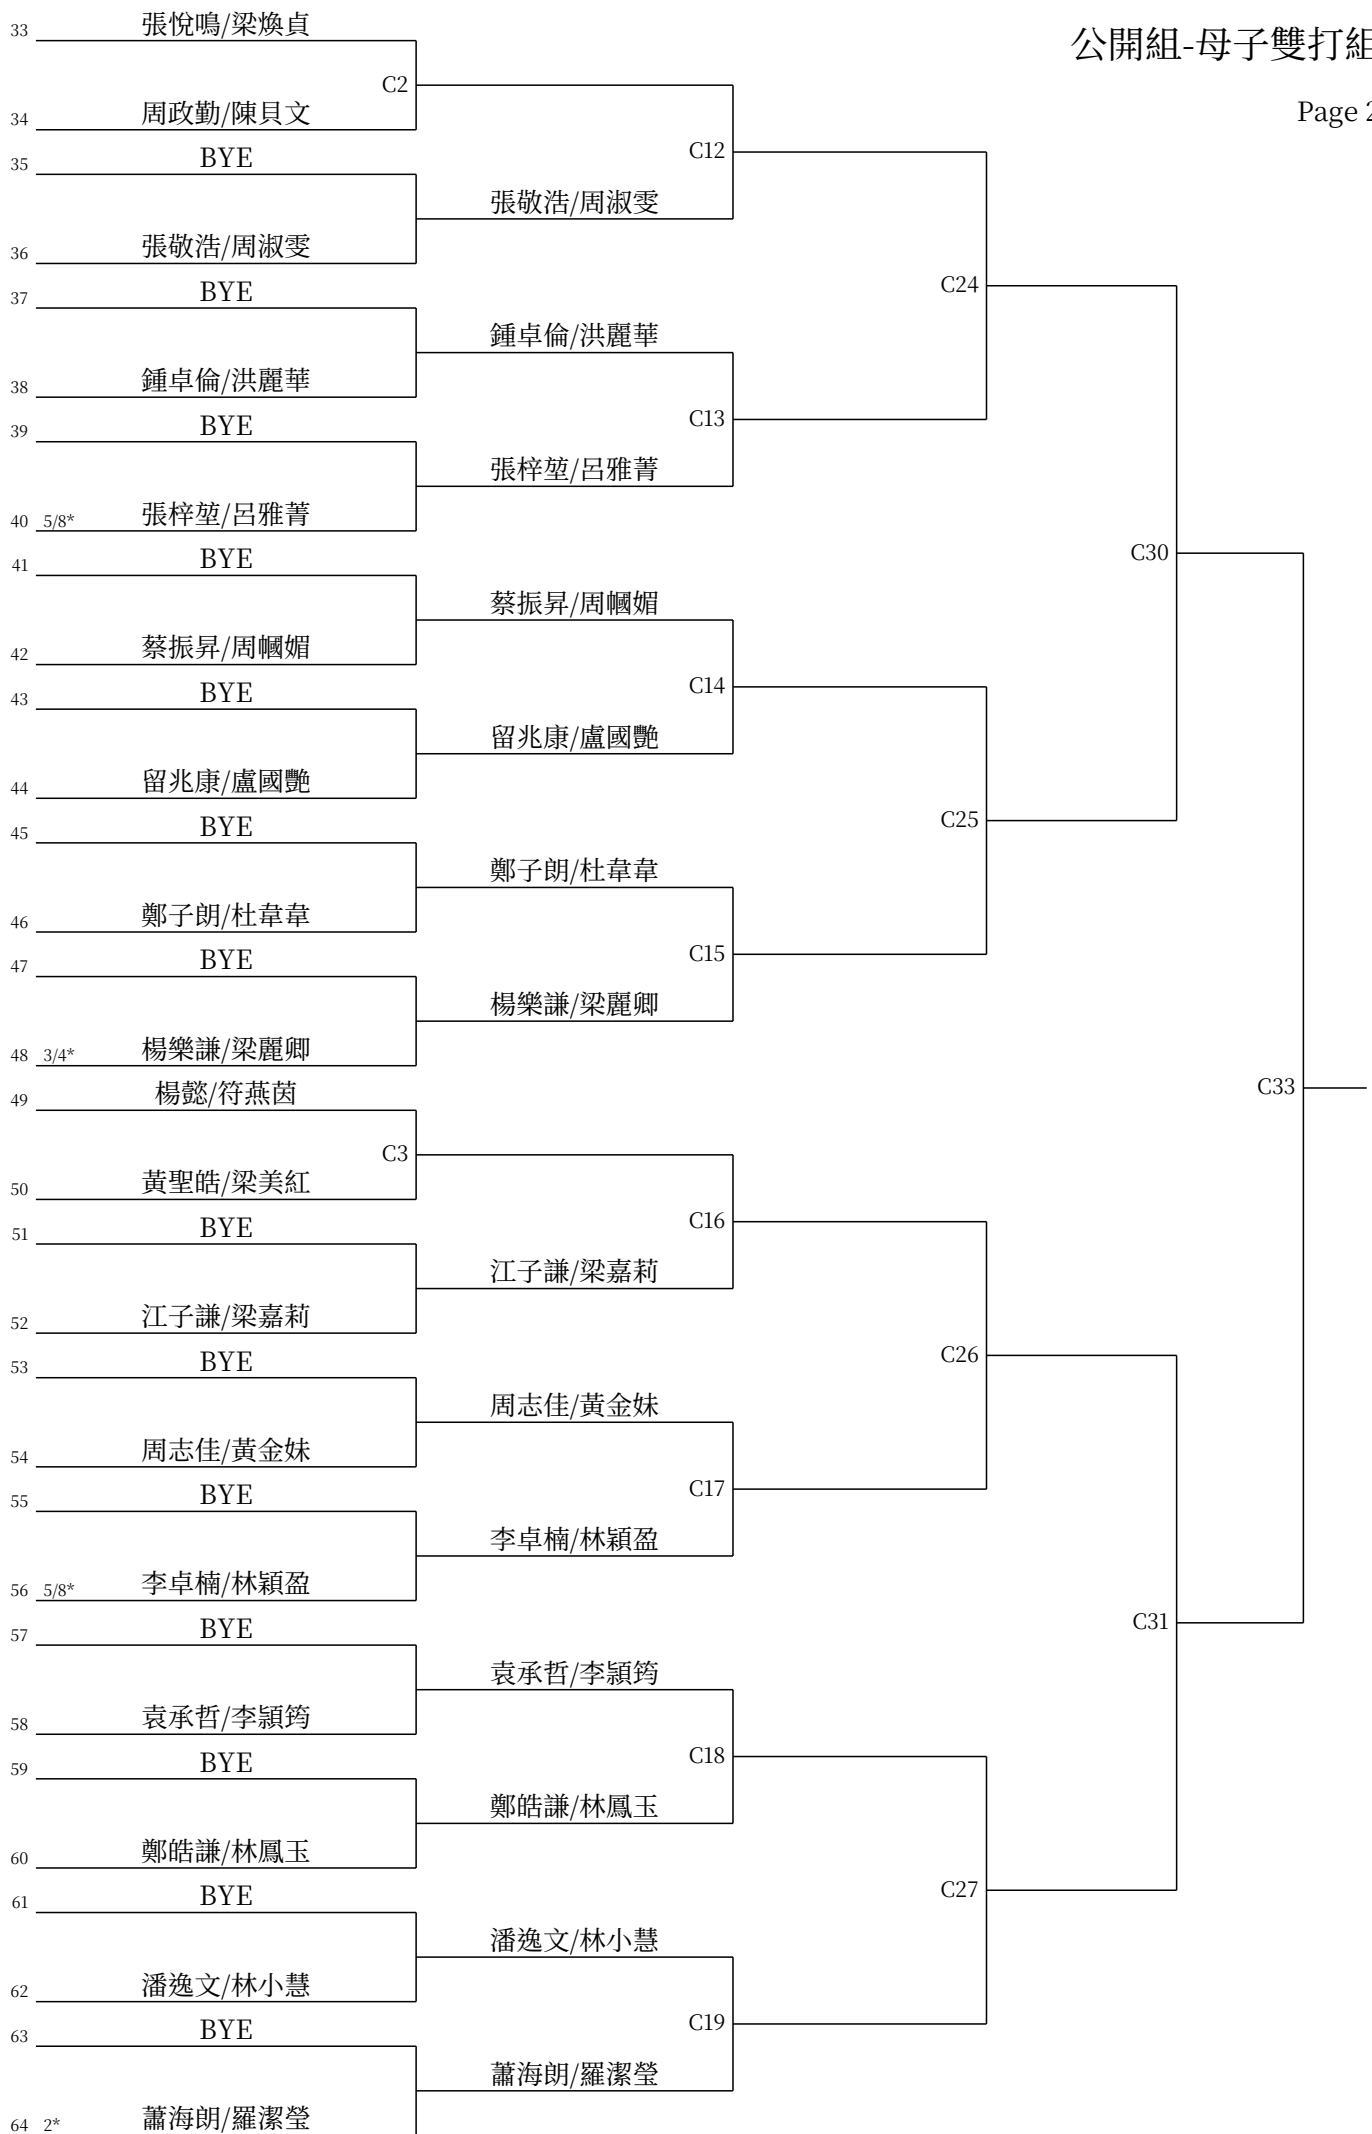 公開組-母子雙打組
Page 2
33 張悅鳴/梁煥貞
C2
34 周政勤/陳貝文
C12
35 BYE
張敬浩/周淑雯
36 張敬浩/周淑雯
C24
37 BYE
鍾卓倫/洪麗華
38 鍾卓倫/洪麗華
C13
39 BYE
張梓堃/呂雅菁
40 5/8* 張梓堃/呂雅菁
C30
41 BYE
蔡振昇/周幗媚
42 蔡振昇/周幗媚
C14
43 BYE
留兆康/盧國艷
44 留兆康/盧國艷
C25
45 BYE
鄭子朗/杜韋韋
46 鄭子朗/杜韋韋
C15
47 BYE
楊樂謙/梁麗卿
48 3/4* 楊樂謙/梁麗卿
C33
49 楊懿/符燕茵
C3
50 黃聖皓/梁美紅
C16
51 BYE
江子謙/梁嘉莉
52 江子謙/梁嘉莉
C26
53 BYE
周志佳/黃金妹
54 周志佳/黃金妹
C17
55 BYE
李卓楠/林穎盈
56 5/8* 李卓楠/林穎盈
C31
57 BYE
袁承哲/李頴筠
58 袁承哲/李頴筠
C18
59 BYE
鄭皓謙/林鳳玉
60 鄭皓謙/林鳳玉
C27
61 BYE
潘逸文/林小慧
62 潘逸文/林小慧
C19
63 BYE
蕭海朗/羅潔瑩
64 2* 蕭海朗/羅潔瑩